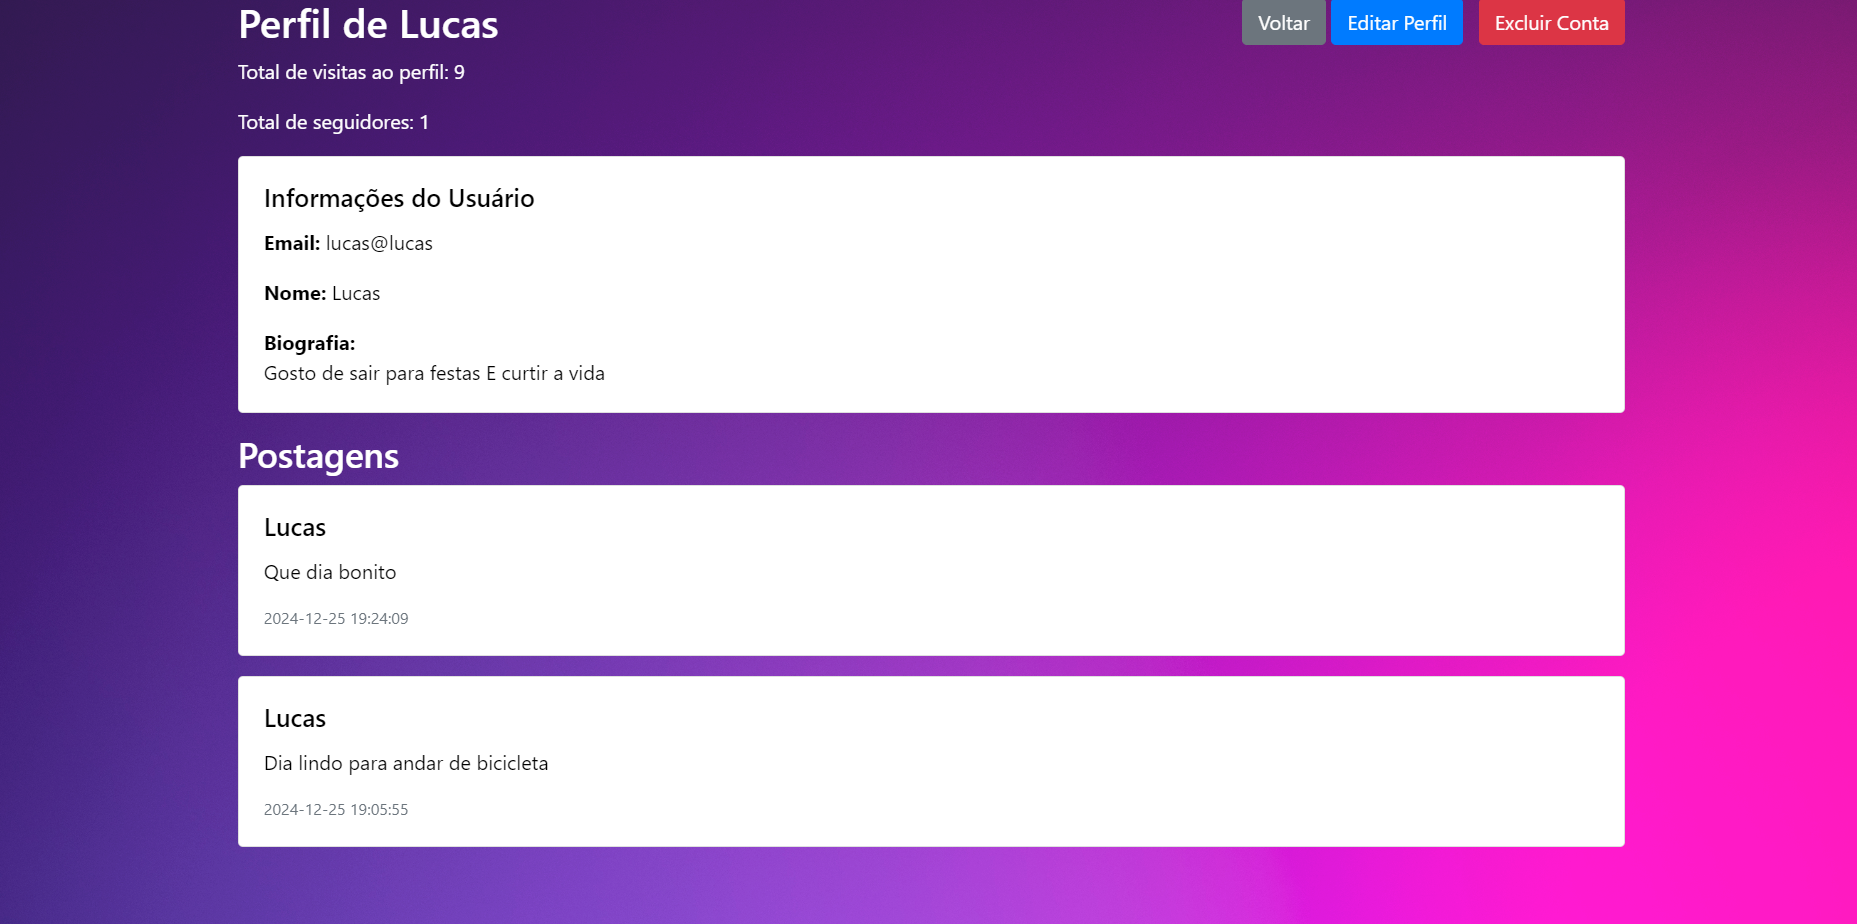 Perfil de Lucas
Voltar
Editar Perfil
Excluir Conta
Total de visitas ao perfil: 9
Total de seguidores: 1
Informações do Usuário
Email: lucas@lucas
Nome: Lucas
Biografia:
Gosto de sair para festas E curtir a vida
Postagens
Lucas
Que dia bonito
2024-12-25 19:24:09
Lucas
Dia lindo para andar de bicicleta
2024-12-25 19:05:55